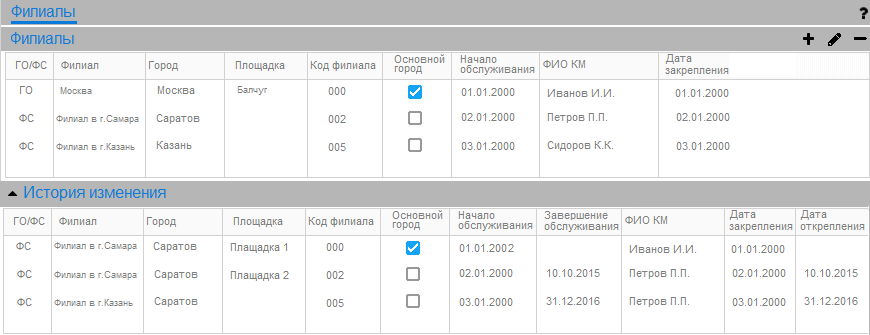 Филиалы
?
Филиалы
ГО/ФС Филиал Город Площадка Код филиала Основной город Начало обслуживания ФИО КМ Дата закрепления
ГО Москва Москва Балчуг 000 01.01.2000 Иванов И.И. 01.01.2000
ФС Филиал в г.Самара Саратов 002 02.01.2000 Петров П.П. 02.01.2000
ФС Филиал в г.Казань Казань 005 03.01.2000 Сидоров К.К. 03.01.2000
История изменения
ГО/ФС Филиал Город Площадка Код филиала Основной город Начало обслуживания Завершение обслуживания ФИО КМ Дата закрепления Дата открепления
ФС Филиал в г.Самара Саратов Плащадка 1 000 01.01.2002 Иванов И.И. 01.01.2000
ФС Филиал в г.Самара Саратов Плащадка 2 002 02.01.2000 10.10.2015 Петров П.П. 02.01.2000 10.10.2015
ФС Филиал в г.Казань Саратов 005 03.01.2000 31.12.2016 Петров П.П. 03.01.2000 31.12.2016